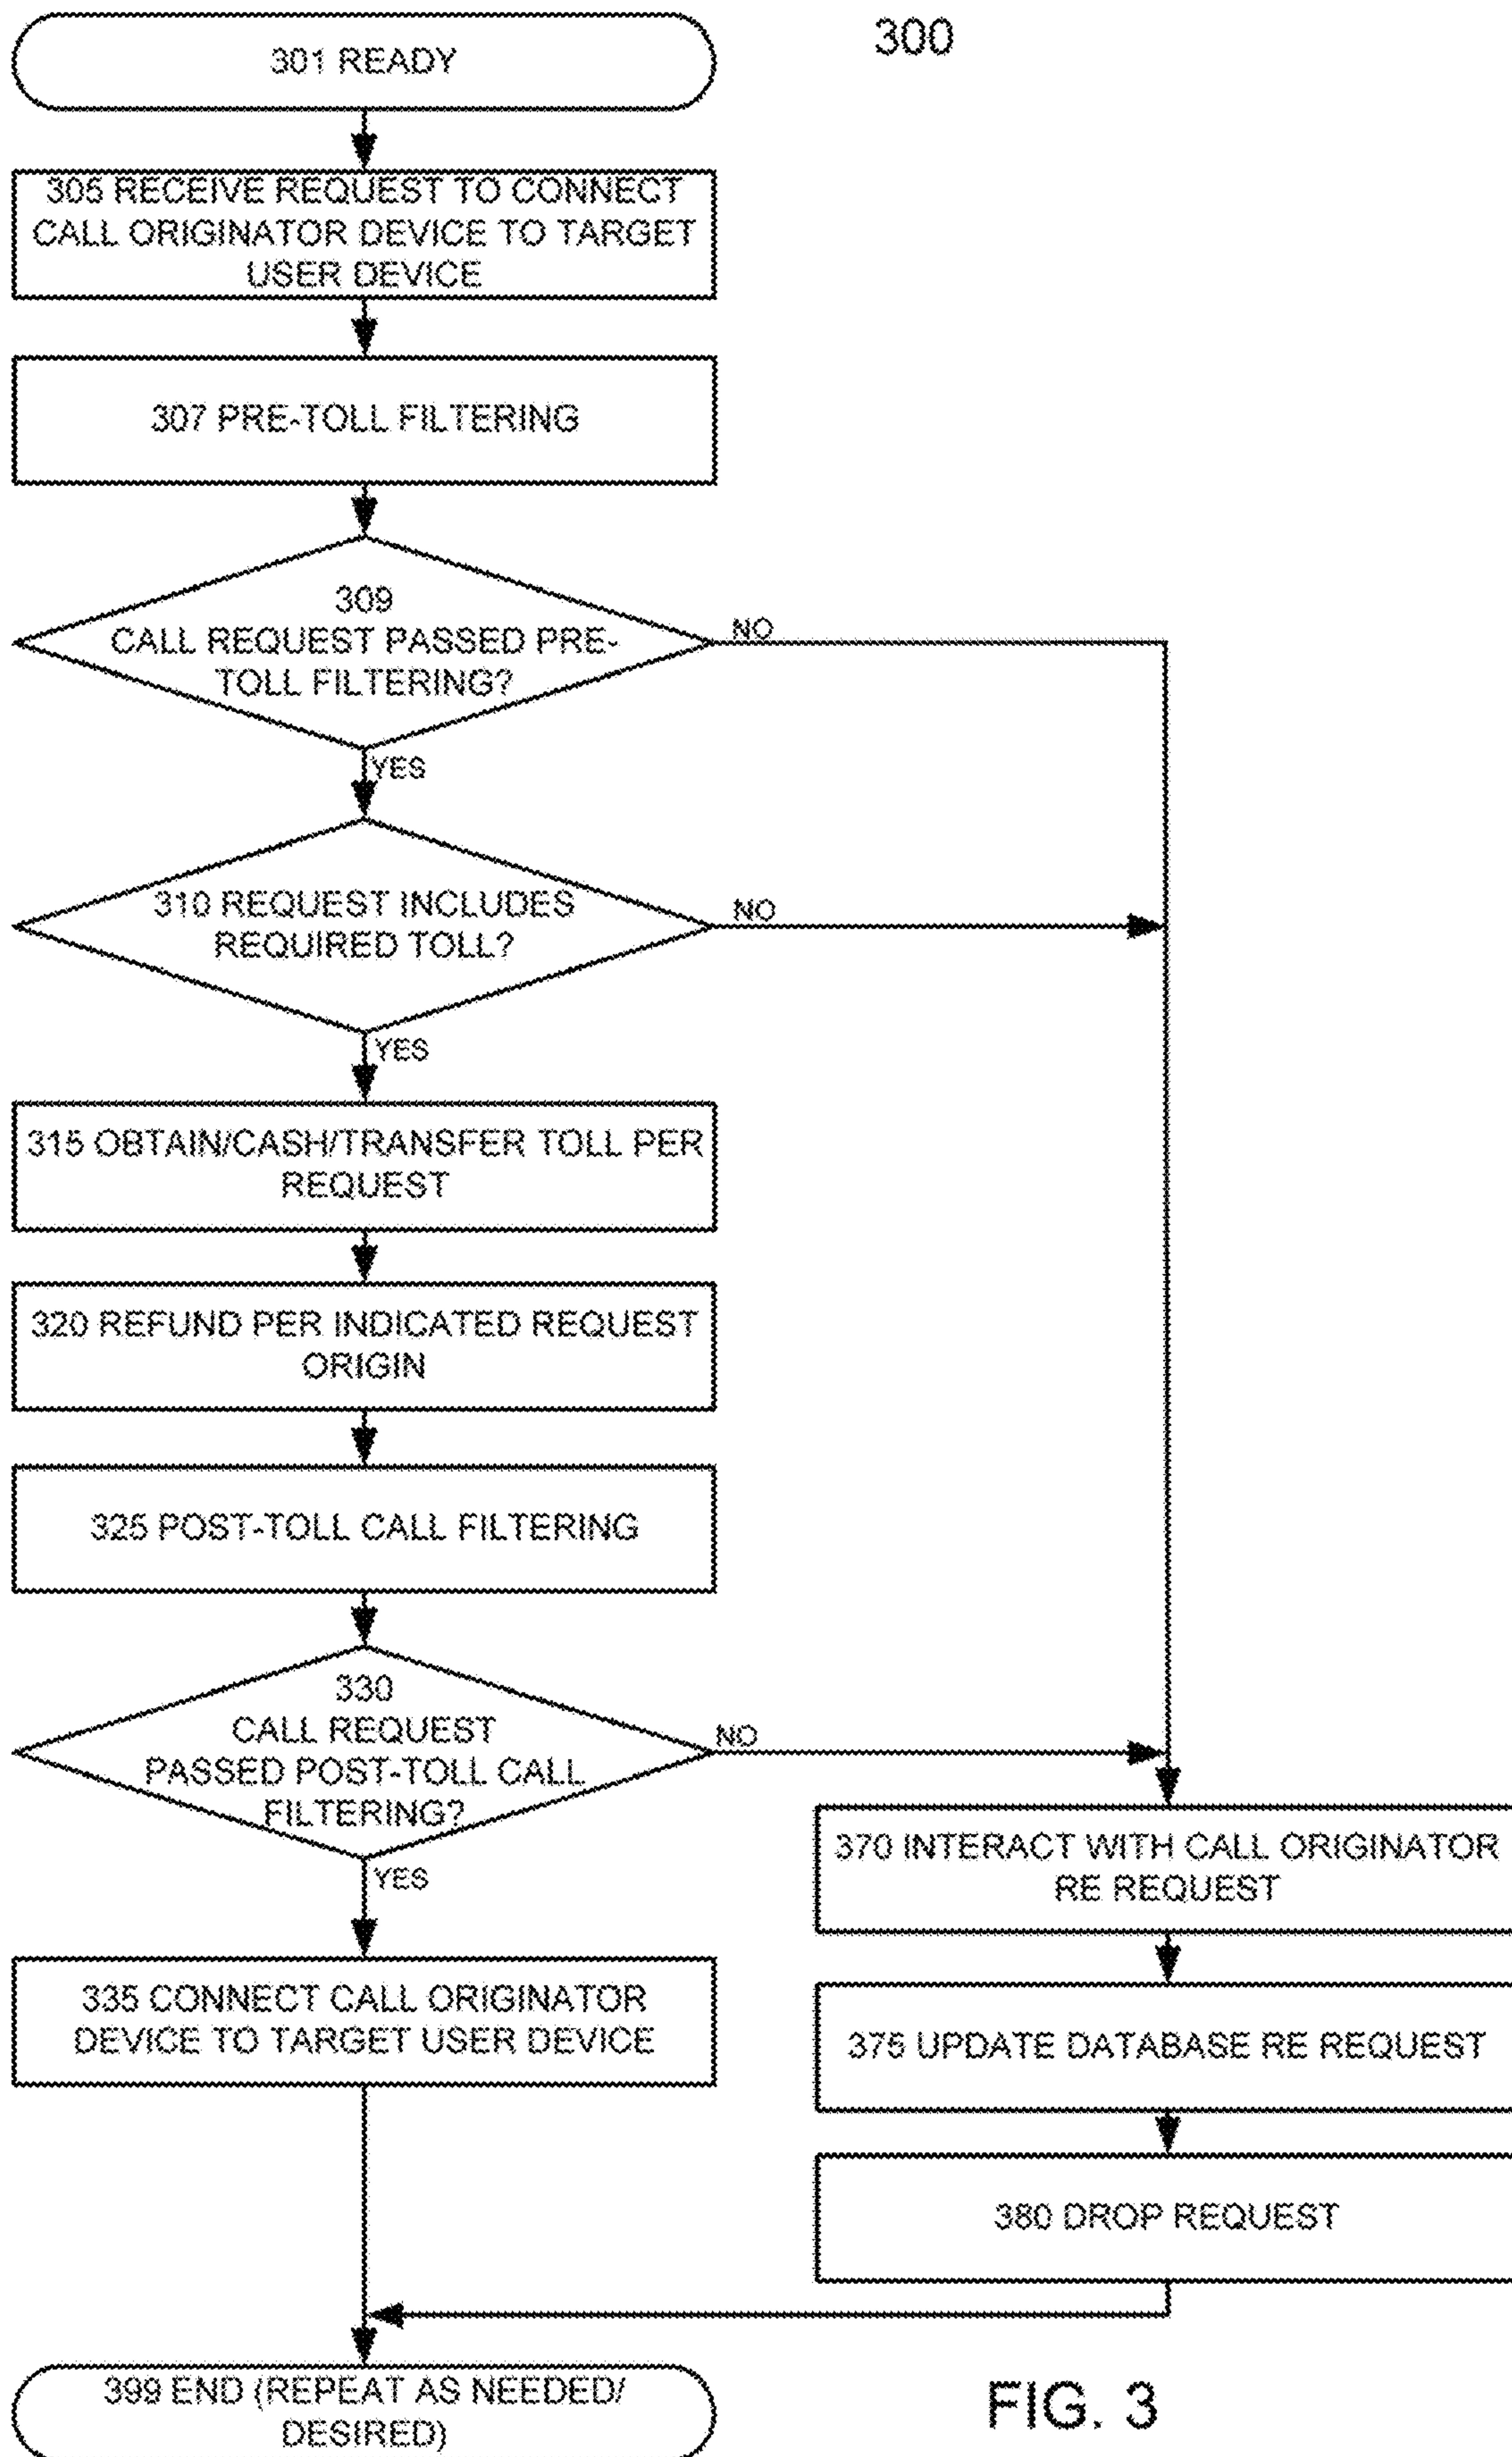 300
301 READY
305 RECEIVE REQUEST TO CONNECT
CALL ORIGINATOR DEVICE TO TARGET
USER DEVICE
307 PRE-TOLL FILTERING
309
CALL REQUEST PASSED PRE-
TOLL FILTERING?
NO
YES
310 REQUEST INCLUDES
REQUIRED TOLL?
NO
YES
315 OBTAIN/CASH/TRANSFER TOLL PER
REQUEST
320 REFUND PER INDICATED REQUEST
ORIGIN
325 POST-TOLL CALL FILTERING
330
CALL REQUEST
PASSED POST-TOLL CALL
FILTERING?
NO
YES
335 CONNECT CALL ORIGINATOR
DEVICE TO TARGET USER DEVICE
370 INTERACT WITH CALL ORIGINATOR
RE REQUEST
375 UPDATE DATABASE RE REQUEST
380 DROP REQUEST
399 END (REPEAT AS NEEDED/
DESIRED)
FIG. 3